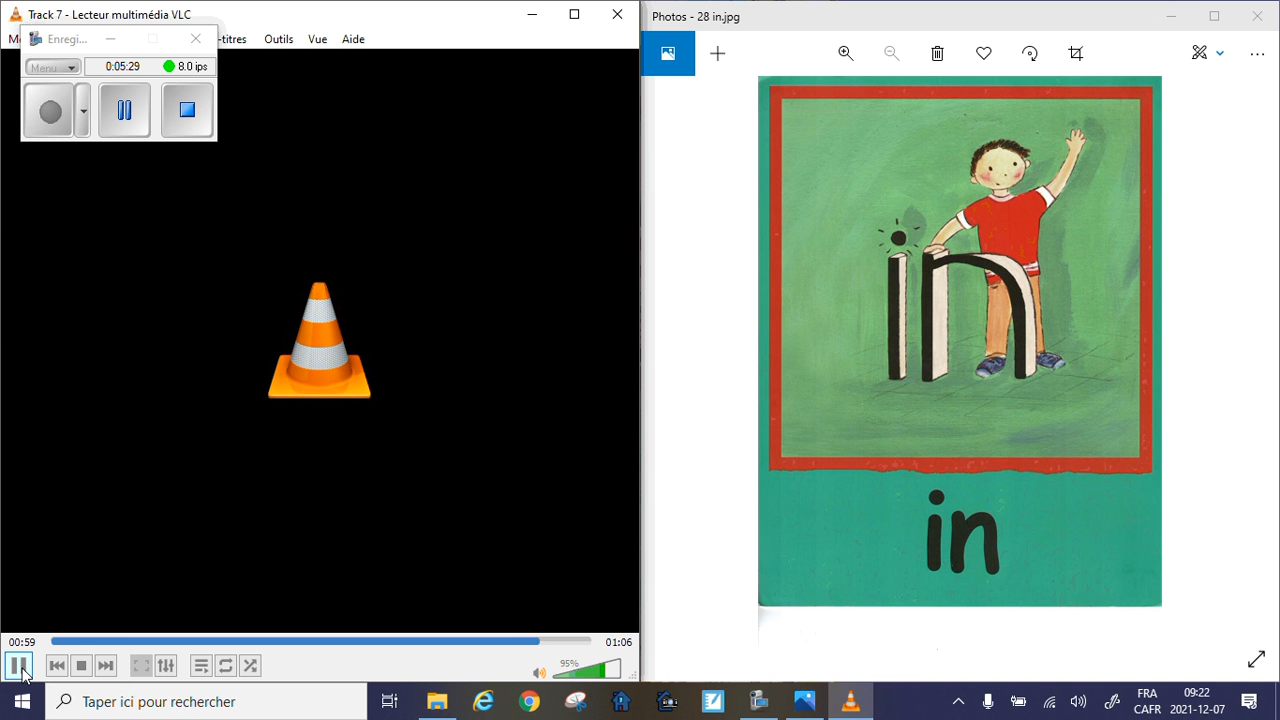 Track 7 - Lecteur multimédia VLC
Enregi...
-titres Outils Vue Aide
Menu
0:05:29
8.0 ips
00:59
01:06
95%
Photos - 28 in.jpg
in
in
Taper ici pour rechercher
FRA
CAFR
09:22
2021-12-07